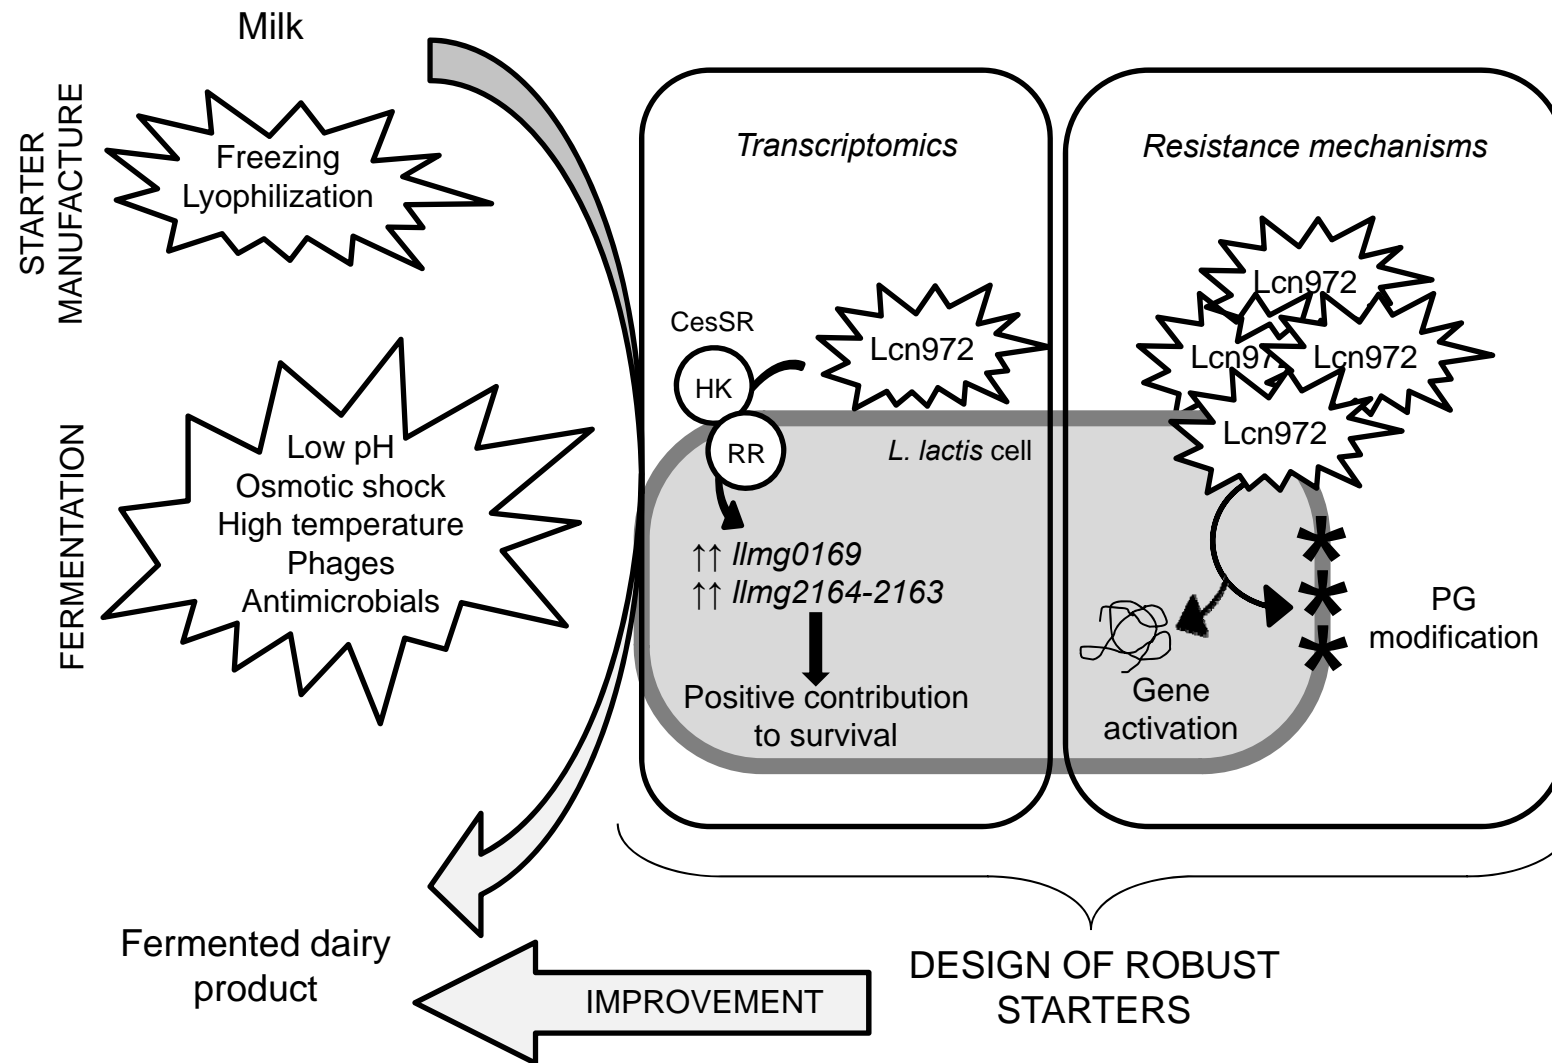 Milk
STARTER
MANUFACTURE
Freezing
Lyophilization
FERMENTATION
Low pH
Osmotic shock
High temperature
Phages
Antimicrobials
Fermented dairy
product
Transcriptomics
CesSR
HK
RR
Lcn972
L. lactis cell
↑↑ llmg0169
↑↑ llmg2164-2163
Positive contribution
to survival
Resistance mechanisms
Lcn972
Lcn972
Lcn972
Lcn972
Gene
activation
PG
modification
DESIGN OF ROBUST
STARTERS
IMPROVEMENT